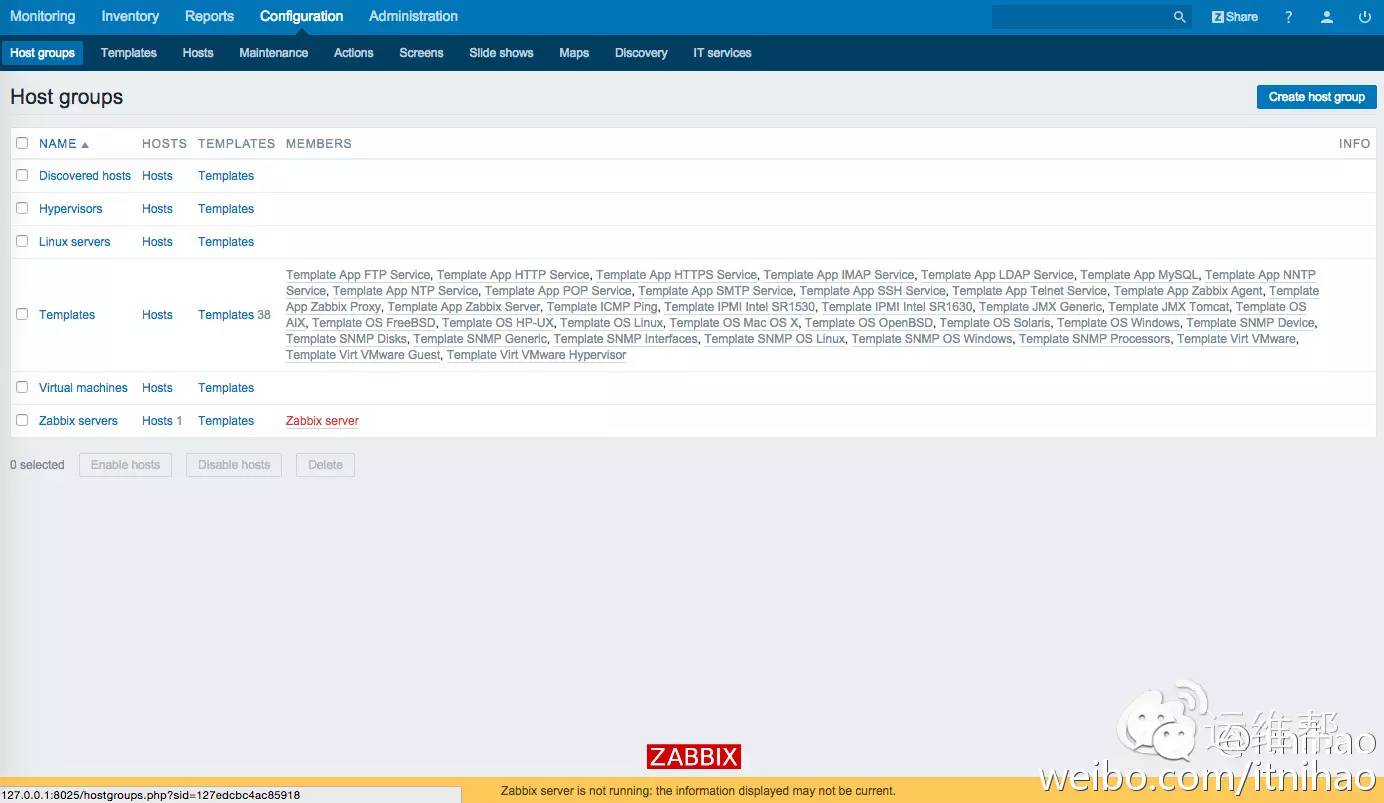 Monitoring Inventory Reports Configuration Administration Z Share ?
Host groups Templates Hosts Maintenance Actions Screens Slide shows Maps Discovery IT services
Host groups Create host group
NAME ▲ HOSTS TEMPLATES MEMBERS INFO
Discovered hosts Hosts Templates
Hypervisors Hosts Templates
Linux servers Hosts Templates
Template App FTP Service, Template App HTTP Service, Template App HTTPS Service, Template App IMAP Service, Template App LDAP Service, Template App MySQL, Template App NNTP
Service, Template App NTP Service, Template App POP Service, Template App SMTP Service, Template App SSH Service, Template App Telnet Service, Template App Zabbix Agent, Template
App Zabbix Proxy, Template App Zabbix Server, Template ICMP Ping, Template IPMI Intel SR1530, Template IPMI Intel SR1630, Template JMX Generic, Template JMX Tomcat, Template OS
Templates Hosts Templates 38
AIX, Template OS FreeBSD, Template OS HP-UX, Template OS Linux, Template OS Mac OS X, Template OS OpenBSD, Template OS Solaris, Template OS Windows, Template SNMP Device,
Template SNMP Disks, Template SNMP Generic, Template SNMP Interfaces, Template SNMP OS Linux, Template SNMP OS Windows, Template SNMP Processors, Template Virt VMware,
Template Virt VMware Guest, Template Virt VMware Hypervisor
Virtual machines Hosts Templates
Zabbix servers Hosts 1 Templates Zabbix server
0 selected Enable hosts Disable hosts Delete
运维帮
@itnihao
ZABBIX
weibo.com/itnihao
127.0.0.1:8025/hostgroups.php?sid=127edcbc4ac85918
Zabbix server is not running: the information displayed may not be current.